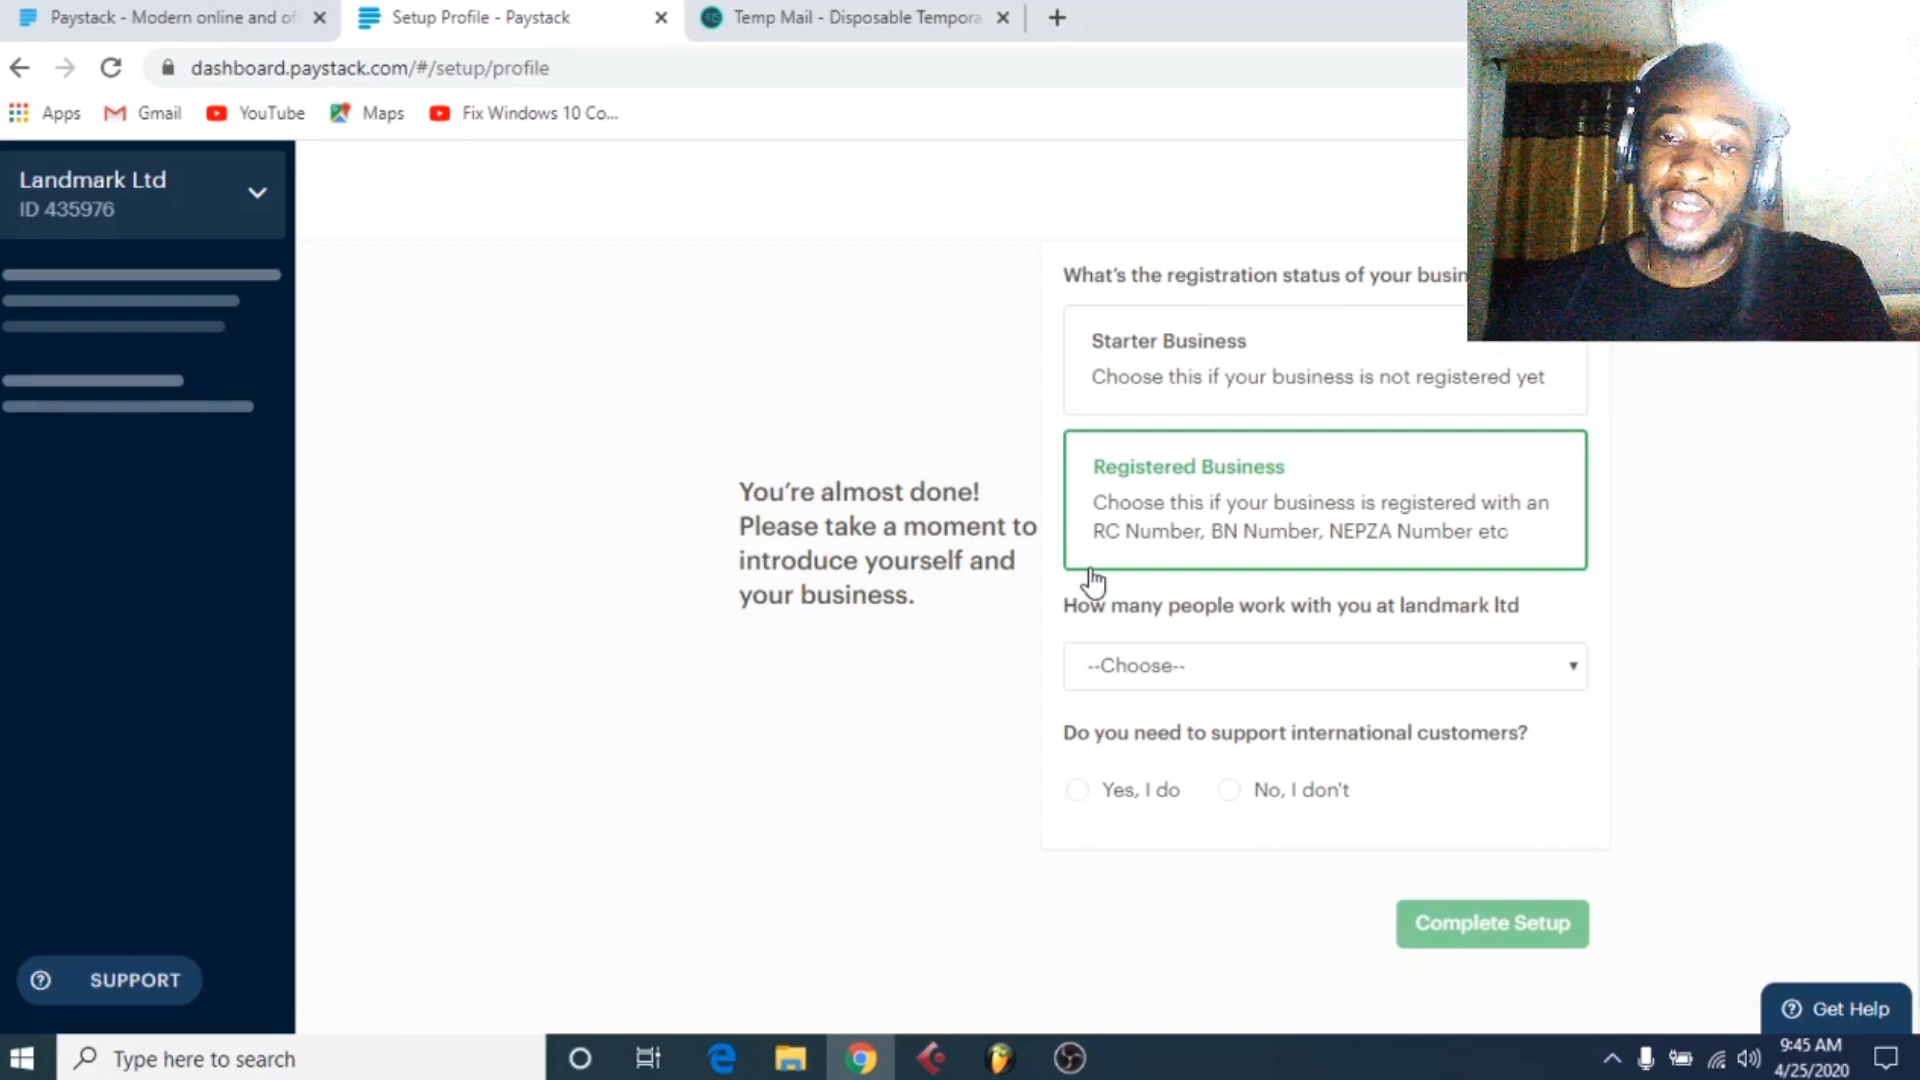 Paystack - Modern online and of
Setup Profile - Paystack
Temp Mail - Disposable Tempora
dashboard.paystack.com/#/setup/profile
Apps
Gmail
YouTube
Maps
Fix Windows 10 Co...
Landmark Ltd
ID 435976
What's the registration status of your busin
Starter Business
Choose this if your business is not registered yet
Registered Business
Choose this if your business is registered with an
RC Number, BN Number, NEPZA Number etc
You're almost done!
Please take a moment to
introduce yourself and
your business.
How many people work with you at landmark ltd
--Choose--
Do you need to support international customers?
Yes, I do
No, I don't
Complete Setup
SUPPORT
Get Help
Type here to search
9:45 AM
4/25/2020